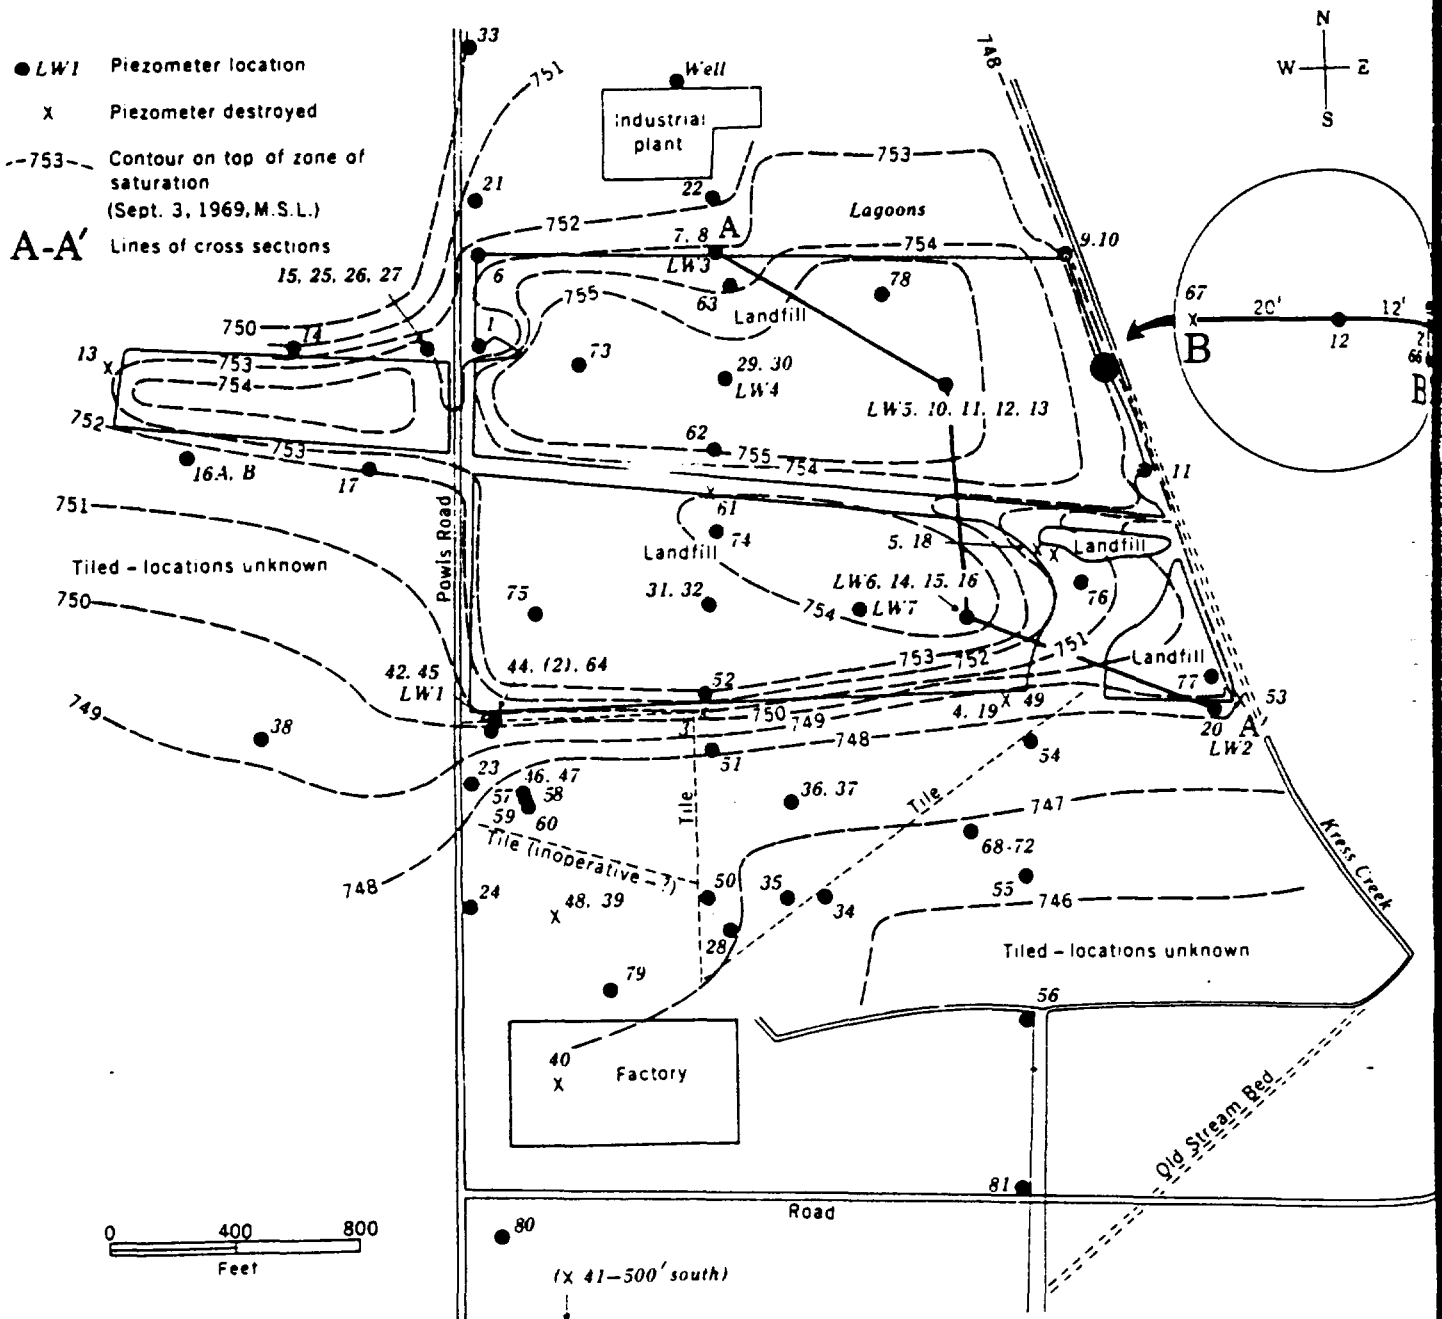 LW1 Piezometer location
x Piezometer destroyed
753 Contour on top of zone of
saturation
(Sept. 3, 1969, M.S.L.)
A-A' Lines of cross sections
33
751
Well
Industrial
plant
748
N
W E
S
21
22
752
753
Lagoons
7, 8
A
LW3
9, 10
754
6
15, 25, 26, 27
63
78
755
Landfill
750
14
1
13
753
754
73
29, 30
LW4
LW5, 10, 11, 12, 13
67
20'
12'
B
12
2
66
B
752
753
62
755
754
16A, B
17
11
751
61
74
Landfill
5, 18
Landfill
Tiled - locations unknown
Powis Road
750
75
31, 32
LW6, 14, 15, 16
754
LW7
76
753
752
751
Landfill
42, 45
LW1
44, (2), 64
52
77
749
38
3
750
749
4, 19
49
53
A
20
LW2
748
51
54
23
46, 47
57
58
59
60
Tile
36, 37
Tile
747
68-72
Tile (inoperative - ?)
748
24
48, 39
50
35
34
55
746
Kress Creek
28
Tiled - locations unknown
79
56
40
Factory
Old Stream Bed
81
Road
0 400 800
Feet
80
(x 41-500' south)